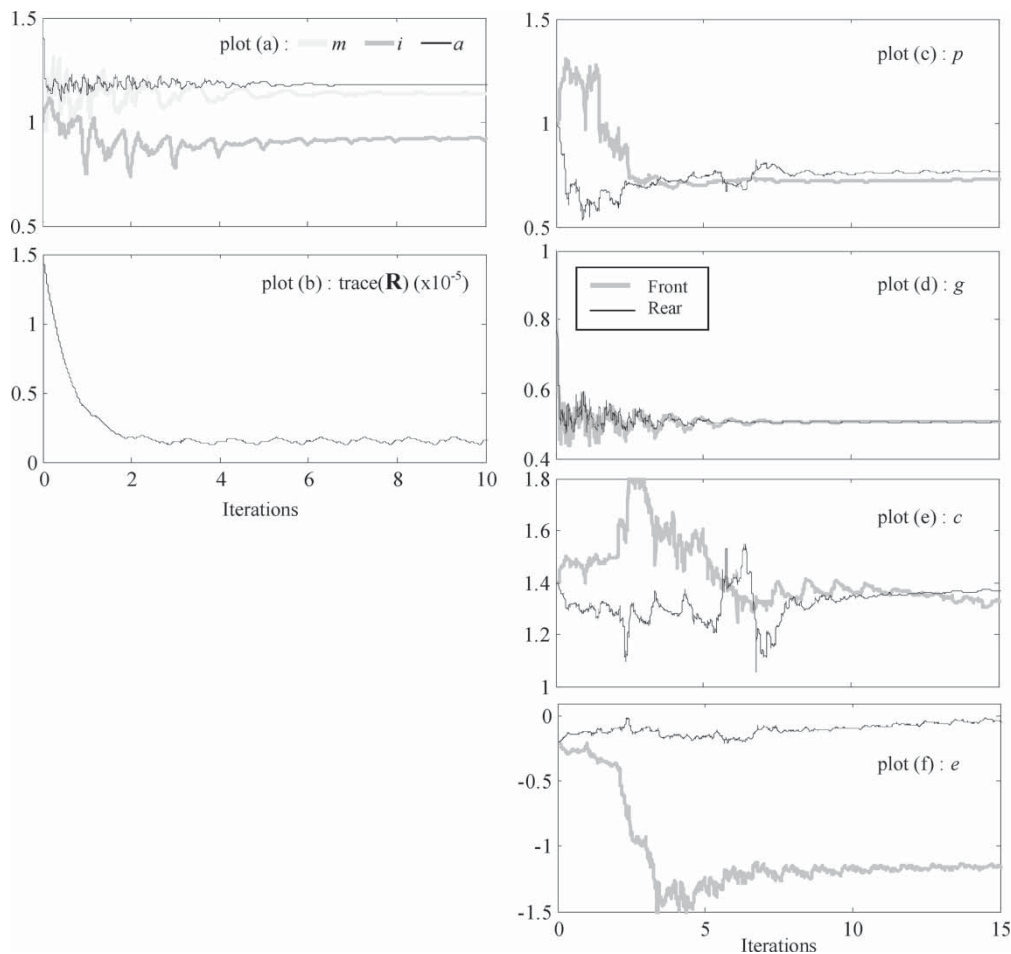 1.5
plot (a) : m i a
1
0.5
1.5
plot (b) : trace(R) (x10-5)
1
0.5
0
0 2 4 6 8 10
Iterations
1.5
plot (c) : p
1
0.5
1
plot (d) : g
Front
Rear
0.8
0.6
0.4
1.8
plot (e) : c
1.6
1.4
1.2
1
0
plot (f) : e
-0.5
-1
-1.5
0 5 10 15
Iterations